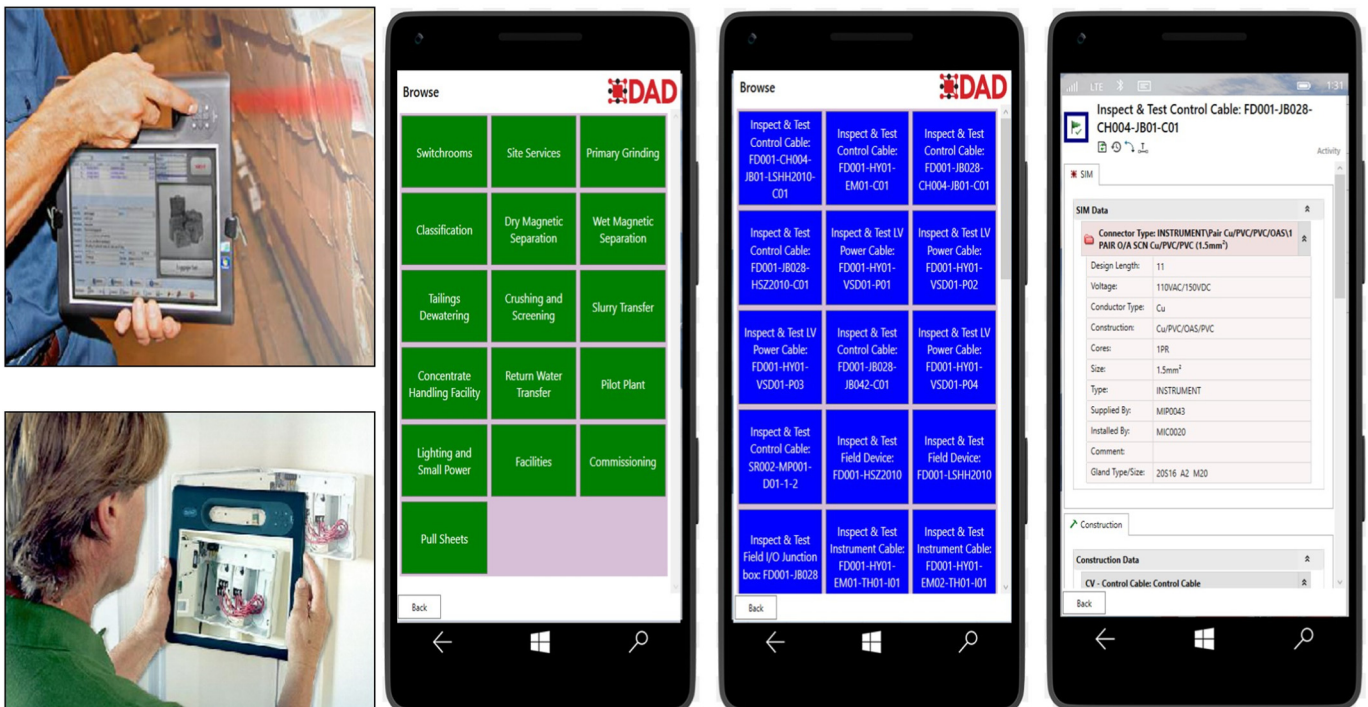 Browse
DAD
Switchrooms
Site Services
Primary Grinding
Classification
Dry Magnetic
Separation
Wet Magnetic
Separation
Tailings
Dewatering
Crushing and
Screening
Slurry Transfer
Concentrate
Handling Facility
Return Water
Transfer
Pilot Plant
Lighting and
Small Power
Facilities
Commissioning
Pull Sheets
Back
Browse
DAD
Inspect & Test
Control Cable:
FD001-CH004-
JB01-LSHH2010-
C01
Inspect & Test
Control Cable:
FD001-HY01-
EM01-C01
Inspect & Test
Control Cable:
FD001-JB028-
CH004-JB01-C01
Inspect & Test
Control Cable:
FD001-JB028-
HSZ2010-C01
Inspect & Test LV
Power Cable:
FD001-HY01-
VSD01-P01
Inspect & Test LV
Power Cable:
FD001-HY01-
VSD01-P02
Inspect & Test LV
Power Cable:
FD001-HY01-
VSD01-P03
Inspect & Test
Control Cable:
FD001-JB028-
JB042-C01
Inspect & Test LV
Power Cable:
FD001-HY01-
VSD01-P04
Inspect & Test
Control Cable:
SR002-MP001-
D01-1-2
Inspect & Test
Field Device:
FD001-HSZ2010
Inspect & Test
Field Device:
FD001-LSHH2010
Inspect & Test
Field I/O Junction
box: FD001-JB028
Inspect & Test
Instrument Cable:
FD001-HY01-
EM01-TH01-I01
Inspect & Test
Instrument Cable:
FD001-HY01-
EM02-TH01-I01
Back
LTE
1:31
Inspect & Test Control Cable: FD001-JB028-
CH004-JB01-C01
Activity
SIM
SIM Data
Connector Type: INSTRUMENT\Pair Cu/PVC/PVC/OAS\1
PAIR O/A SCN Cu/PVC/PVC (1.5mm²)
Design Length: 11
Voltage: 110VAC/150VDC
Conductor Type: Cu
Construction: Cu/PVC/OAS/PVC
Cores: 1PR
Size: 1.5mm²
Type: INSTRUMENT
Supplied By: MIP0043
Installed By: MIC0020
Comment:
Gland Type/Size: 20S16 A2 M20
Construction
Construction Data
CV - Control Cable: Control Cable
Back